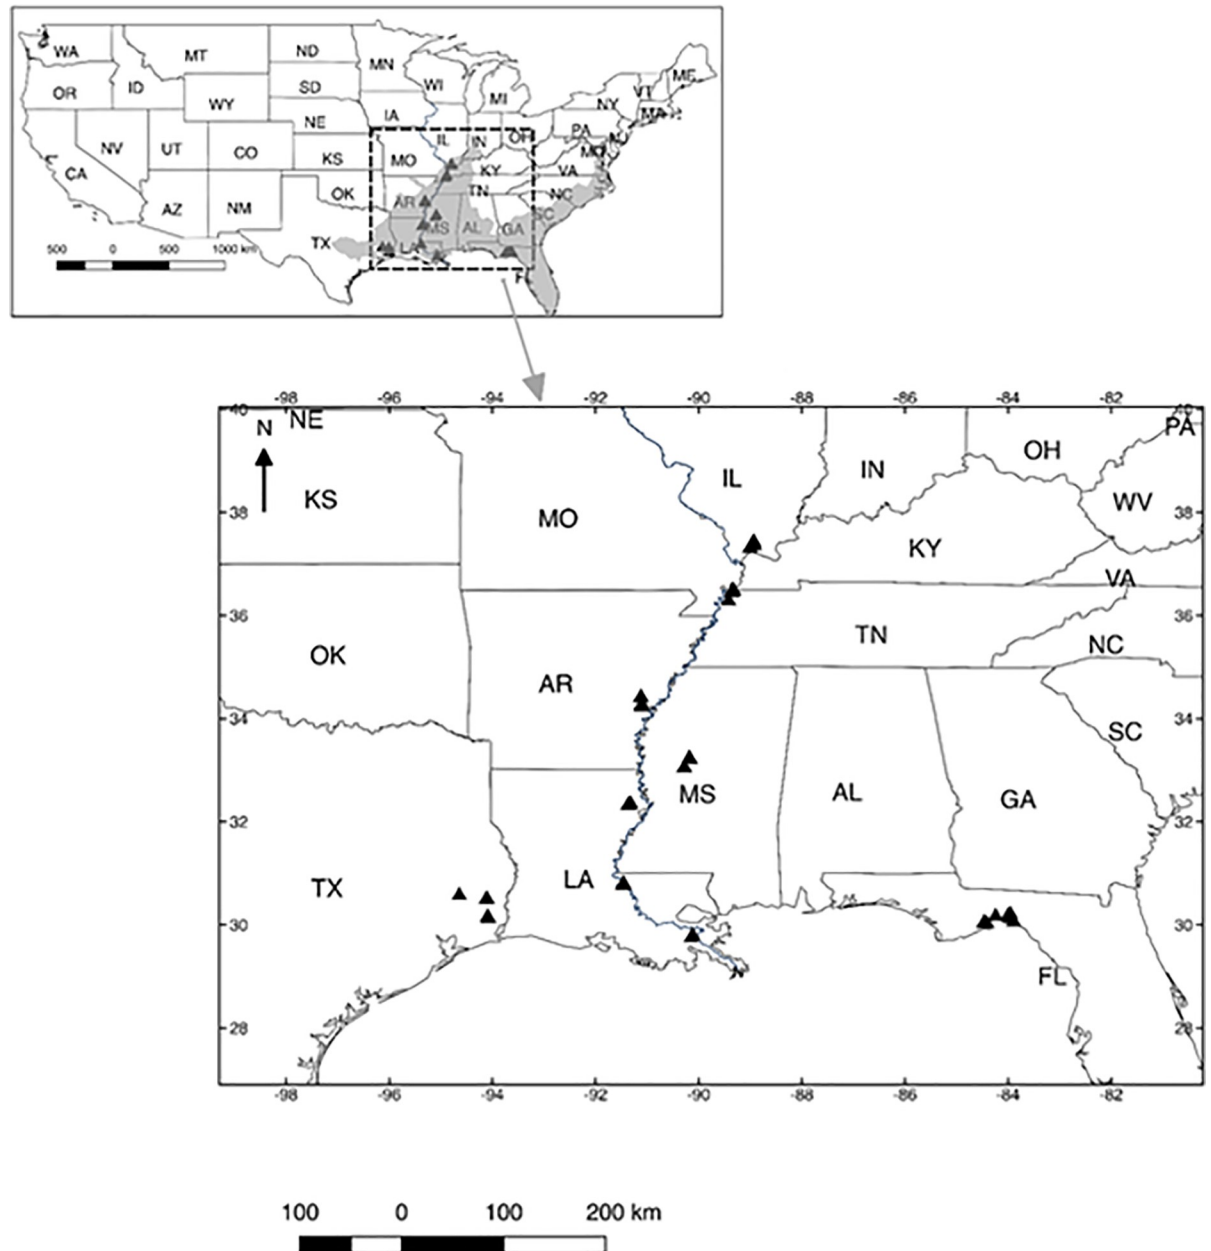 WA MT ND MN ME
OR ID SD WI MI NY VT MA
WY IA
NV UT CO NE IL IN OH PA NJ
CA KS MO KY VA MD
AZ NM OK AR TN NC
TX LA MS AL GA SC
FL
500 0 500 1000 km
-98 -96 -94 -92 -90 -88 -86 -84 -82
40 NE 40
N PA
KS MO IL IN OH WV
38 38
KY
VA
36 36
OK AR TN NC
34 34
SC
MS AL GA
32 32
TX LA
30 30
FL
28 28
-98 -96 -94 -92 -90 -88 -86 -84 -82
100 0 100 200 km